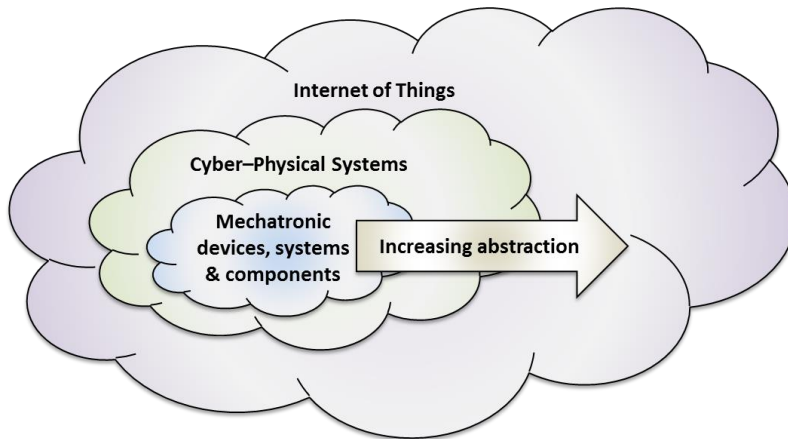 Internet of Things
Cyber–Physical Systems
Mechatronic
devices, systems
& components
Increasing abstraction